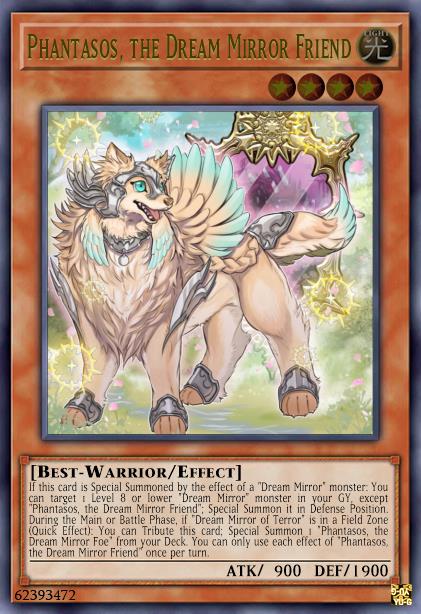 PHANTASOS, THE DREAM MIRROR FRIEND
LIGHT
光
[BEST-WARRIOR/EFFECT]
If this card is Special Summoned by the effect of a "Dream Mirror" monster: You
can target 1 Level 8 or lower "Dream Mirror" monster in your GY, except
"Phantasos, the Dream Mirror Friend"; Special Summon it in Defense Position.
During the Main or Battle Phase, if "Dream Mirror of Terror" is in a Field Zone
(Quick Effect): You can Tribute this card; Special Summon 1 "Phantasos, the
Dream Mirror Foe" from your Deck. You can only use each effect of "Phantasos,
the Dream Mirror Friend" once per turn.
ATK/ 900 DEF/1900
62393472